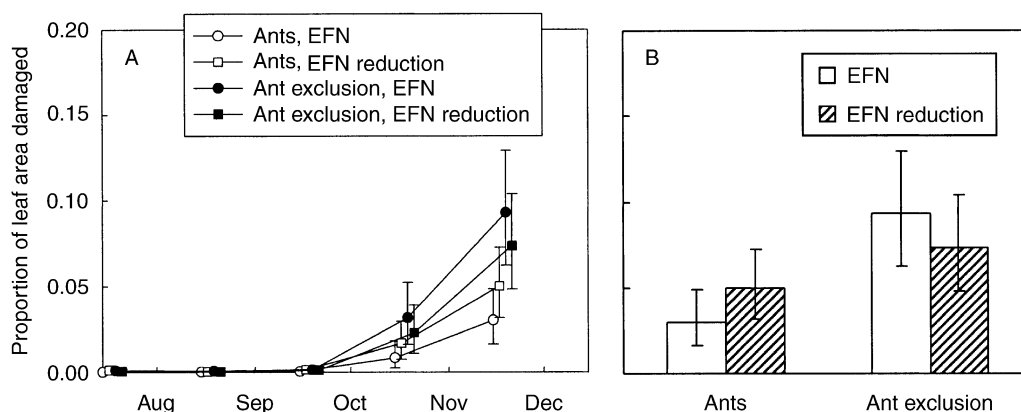 Proportion of leaf area damaged
0.20
0.15
0.10
0.05
0.00
A
Ants, EFN
Ants, EFN reduction
Ant exclusion, EFN
Ant exclusion, EFN reduction
Aug Sep Oct Nov Dec
B
EFN
EFN reduction
Ants Ant exclusion